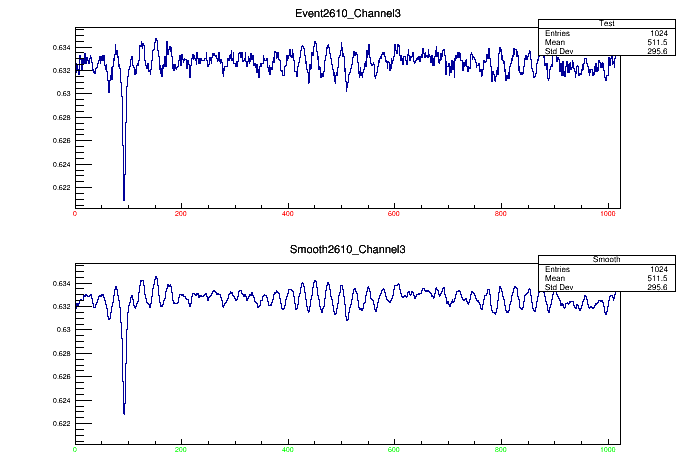 Event2610_Channel3
Test
Entries 1024
Mean 511.5
Std Dev 295.6
0.634
0.632
0.63
0.628
0.626
0.624
0.622
0 200 400 600 800 1000
Smooth2610_Channel3
Smooth
Entries 1024
Mean 511.5
Std Dev 295.6
0.634
0.632
0.63
0.628
0.626
0.624
0.622
0 200 400 600 800 1000